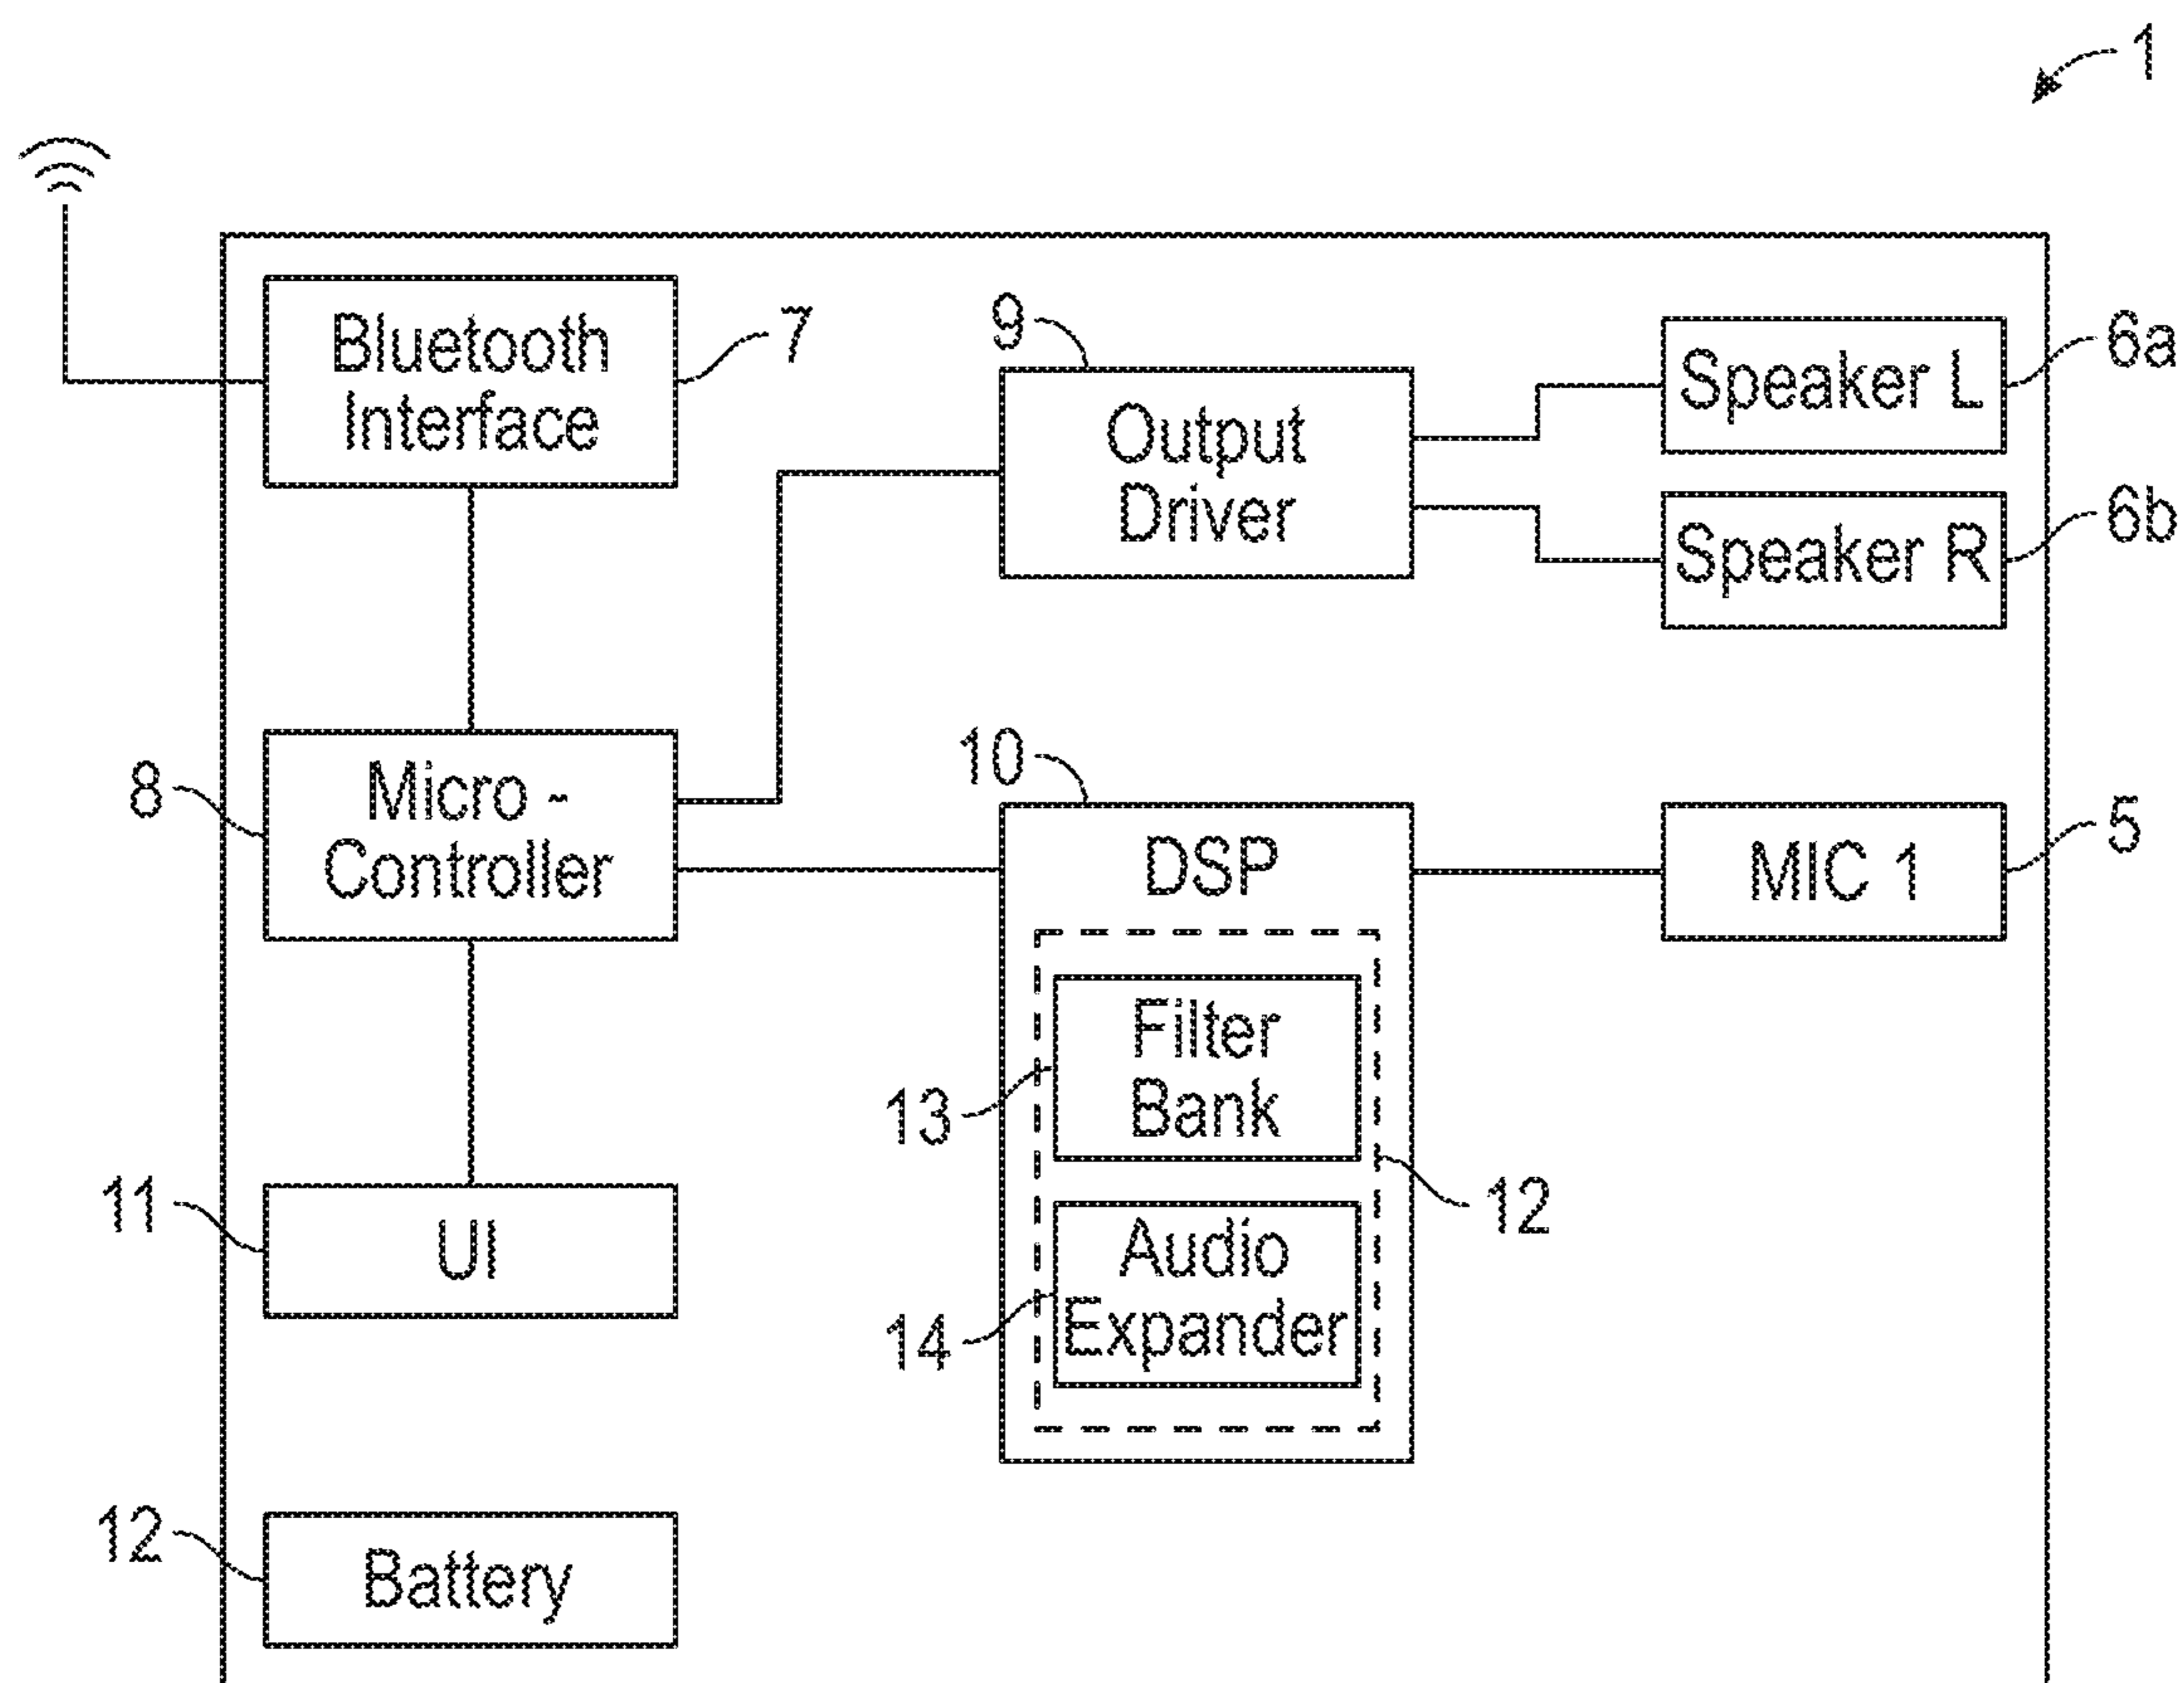 1
Bluetooth
Interface
7
9
Output
Driver
Speaker L
6a
Speaker R
6b
8
Micro -
Controller
10
DSP
MIC 1
5
Filter
Bank
13
12
11
UI
Audio
Expander
14
12
Battery